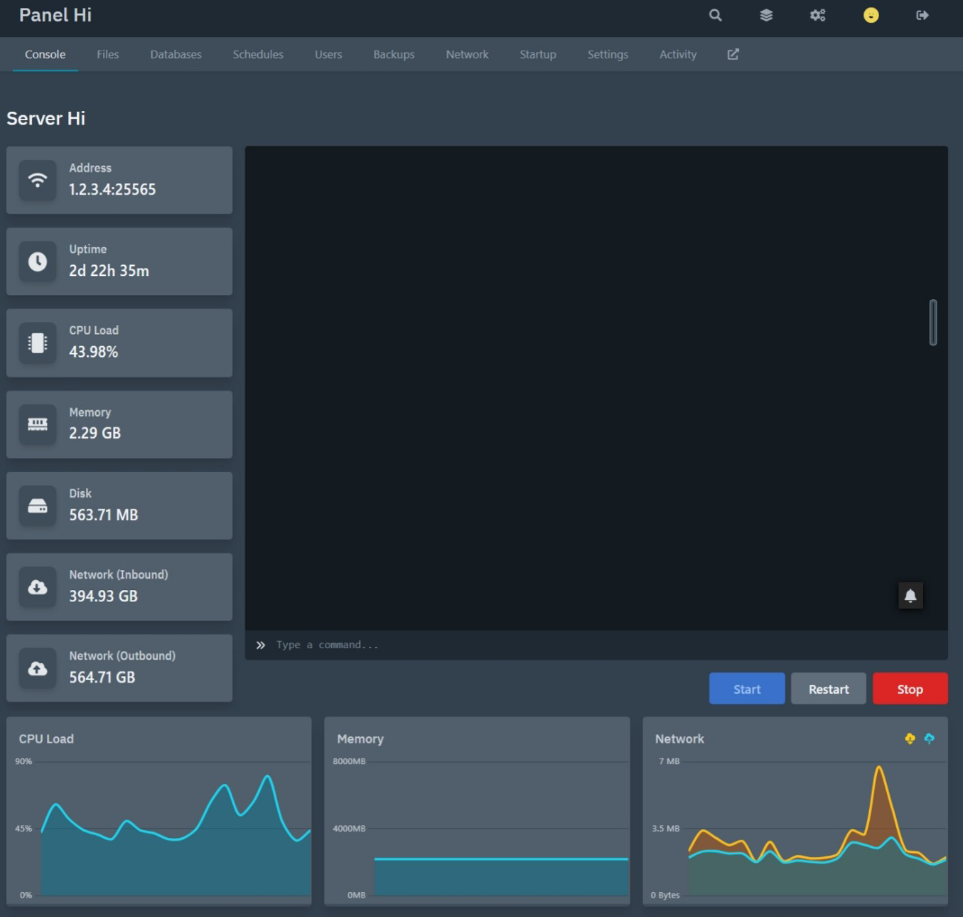 Panel Hi
Console Files Databases Schedules Users Backups Network Startup Settings Activity
Server Hi
Address
1.2.3.4:25565
Uptime
2d 22h 35m
CPU Load
43.98%
Memory
2.29 GB
Disk
563.71 MB
Network (Inbound)
394.93 GB
Network (Outbound)
564.71 GB
Type a command...
Start Restart Stop
CPU Load
90%
45%
0%
Memory
8000MB
4000MB
0MB
Network
7 MB
3.5 MB
0 Bytes